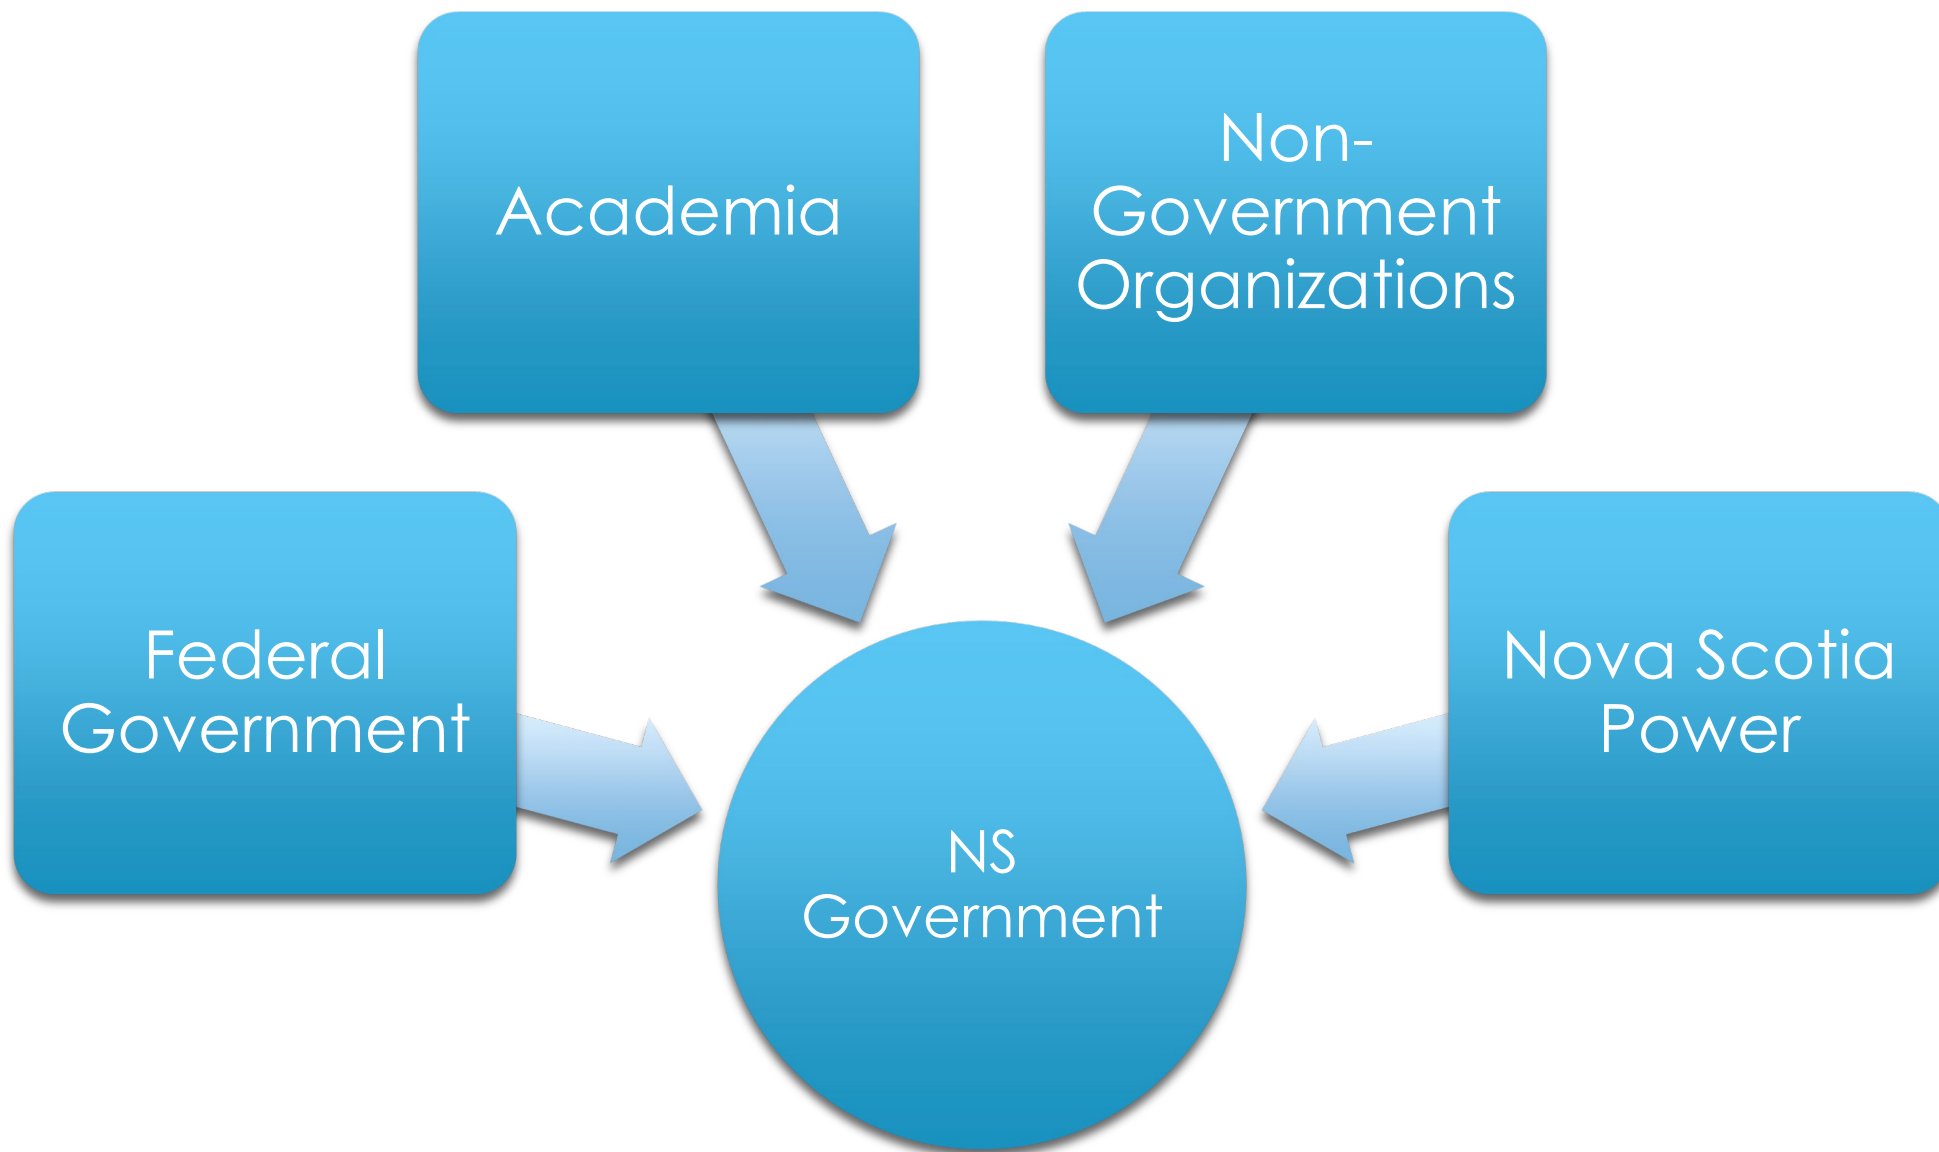 Academia
Non-
Government
Organizations
Federal
Government
Nova Scotia
Power
NS
Government